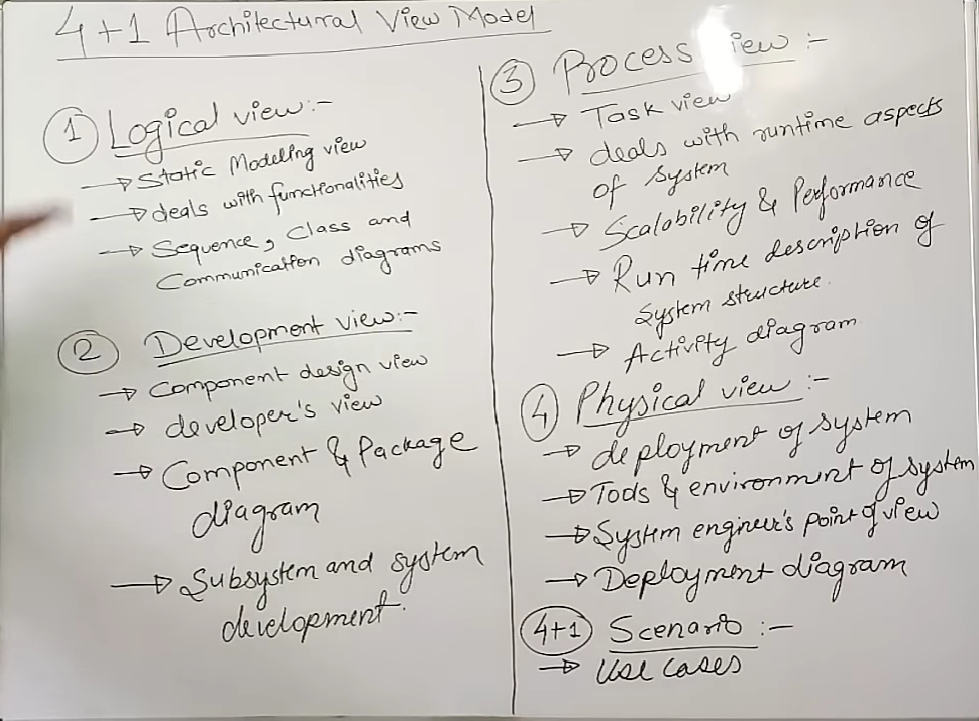 4+1 Architectural View Model
1 Logical view:-
→ Static Modelling view
→ deals with functionalities
→ Sequence, Class and
Communication diagrams
2 Development view:-
→ Component design view
→ developer's view
→ Component & Package
diagram
→ Subsystem and system
development.
3 Process view :-
→ Task view
→ deals with runtime aspects
of system
→ Scalability & Performance
→ Run time description of
System structure.
→ Activity diagram
4 Physical view :-
→ deployment of system
→ Tools & environment of system
→ System engineer's point of view
→ Deployment diagram
4+1 Scenario :-
→ Use cases